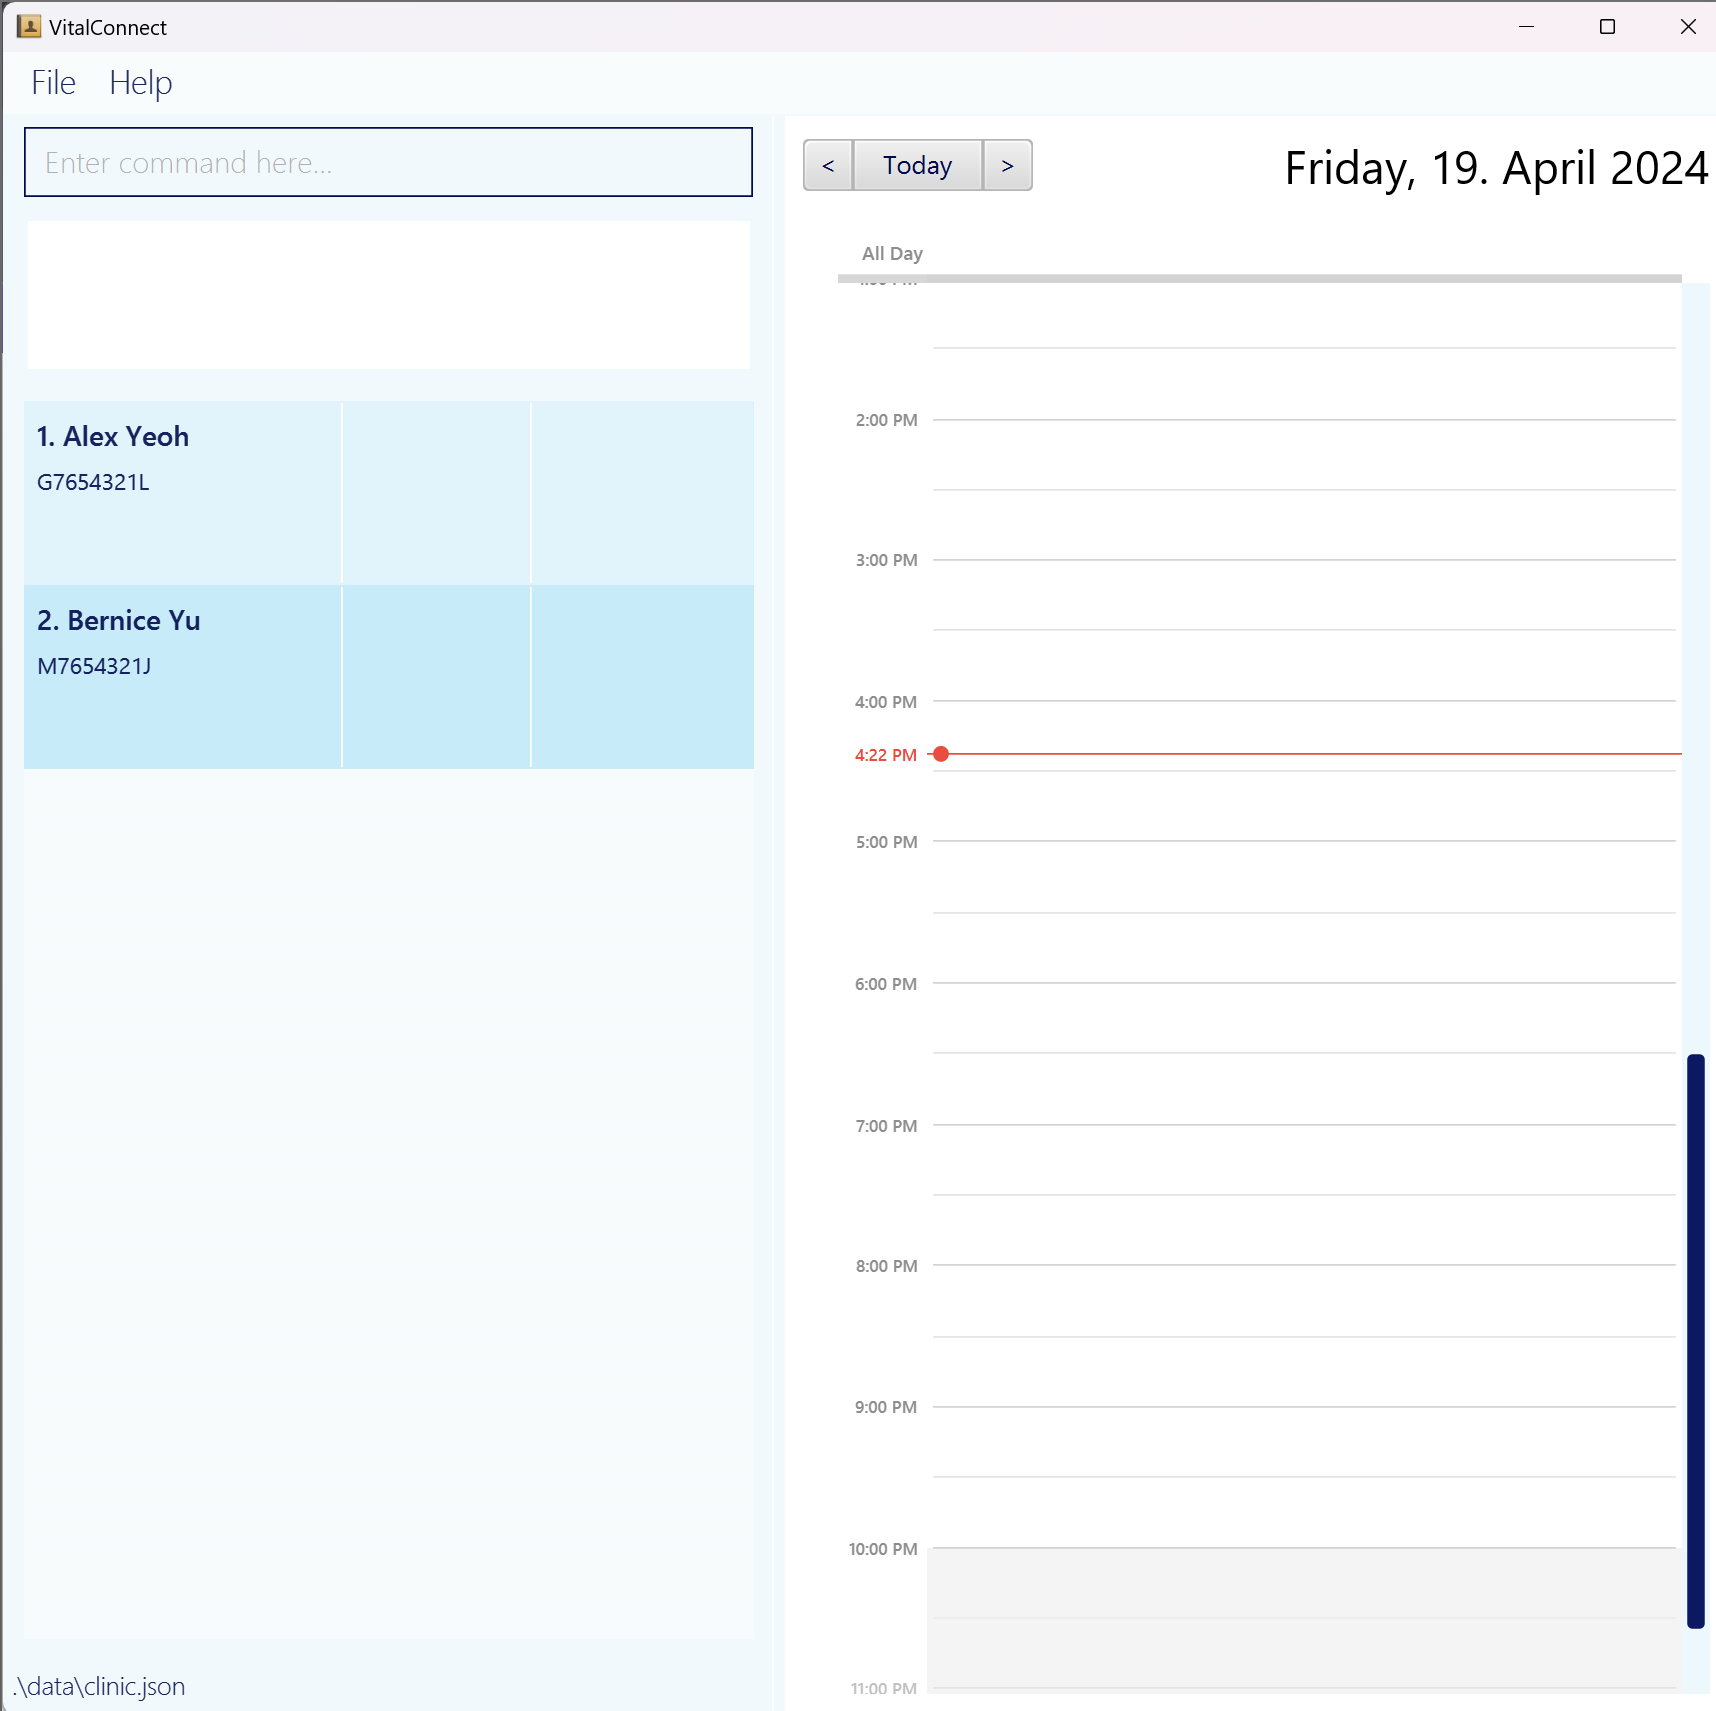 VitalConnect
File Help
Enter command here...
1. Alex Yeoh
G7654321L
2. Bernice Yu
M7654321J
.\data\clinic.json
< Today >
Friday, 19. April 2024
All Day
2:00 PM
3:00 PM
4:00 PM
4:22 PM
5:00 PM
6:00 PM
7:00 PM
8:00 PM
9:00 PM
10:00 PM
11:00 PM